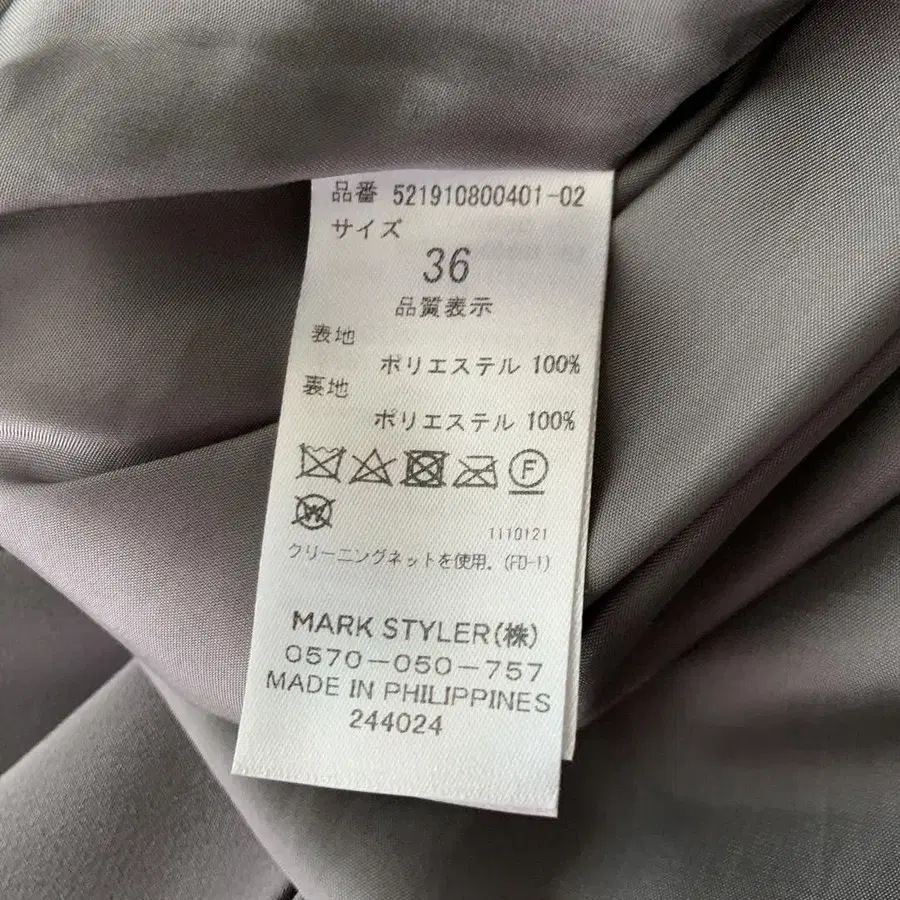 品番 521910800401-02
サイズ
36
品質表示
表地
ポリエステル 100%
裏地
ポリエステル 100%
F
W
1110121
クリーニングネットを使用。(FD-1)
MARK STYLER(株)
0570-050-757
MADE IN PHILIPPINES
244024